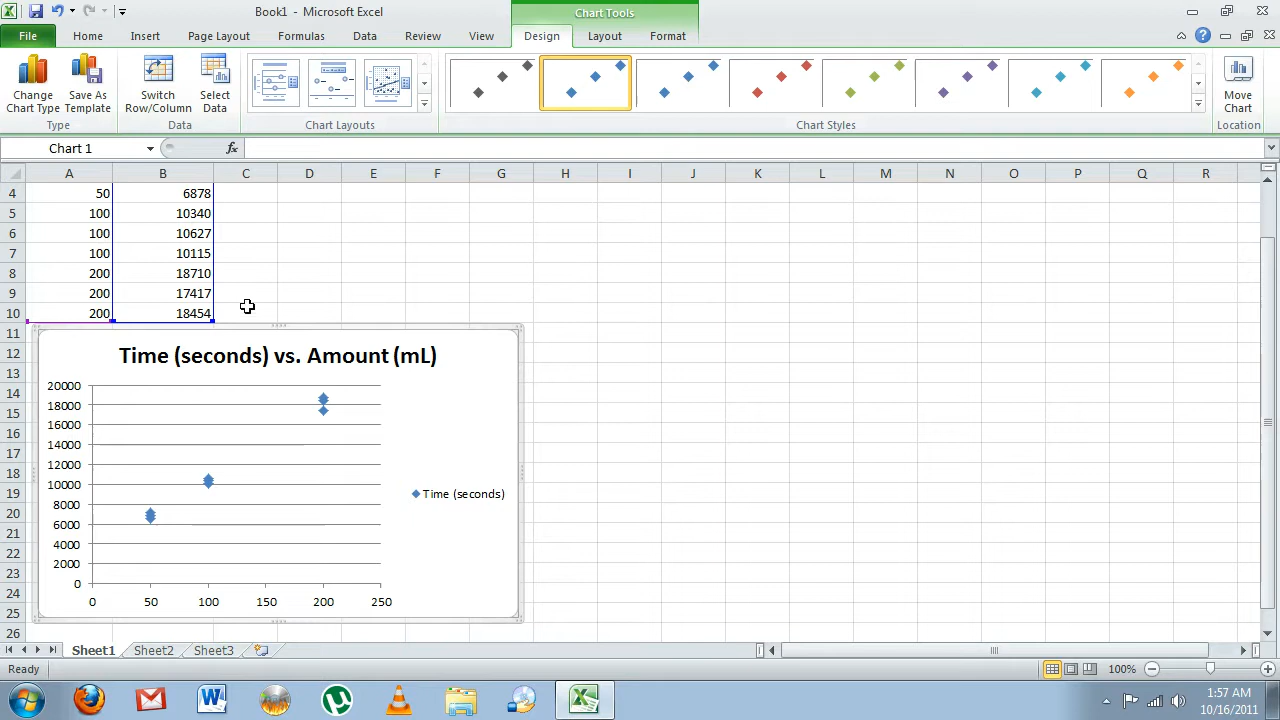 Book1 - Microsoft Excel
Chart Tools
File Home Insert Page Layout Formulas Data Review View Design Layout Format
Change Chart Type
Save As Template
Switch Row/Column
Select Data
Move Chart
Type Data Chart Layouts Chart Styles Location
Chart 1 fx
A B C D E F G H I J K L M N O P Q R
4 50 6878
5 100 10340
6 100 10627
7 100 10115
8 200 18710
9 200 17417
10 200 18454
11
12
13
14
15
16
17
18
19
20
21
22
23
24
25
26
Time (seconds) vs. Amount (mL)
20000
18000
16000
14000
12000
10000
8000
6000
4000
2000
0
0 50 100 150 200 250
Time (seconds)
Sheet1 Sheet2 Sheet3
Ready 100%
1:57 AM
10/16/2011